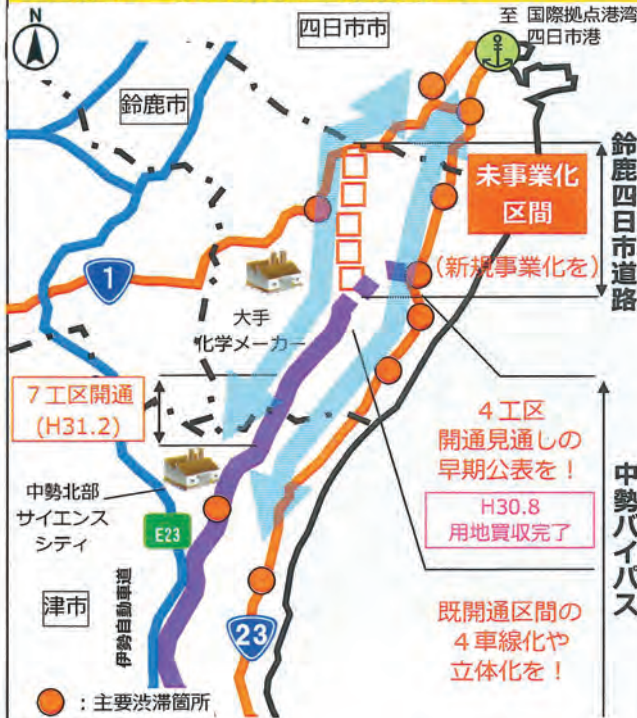 N
四日市市
至 国際拠点港湾
四日市港
鈴鹿市
未事業化
区間
(新規事業化を)
鈴鹿四日市道路
1
大手
化学メーカー
7工区開通
(H31.2)
4工区
開通見通しの
早期公表を！
H30.8
用地買収完了
中勢バイパス
中勢北部
サイエンス
シティ
E23
津市
伊勢自動車道
23
既開通区間の
4車線化や
立体化を！
：主要渋滞箇所